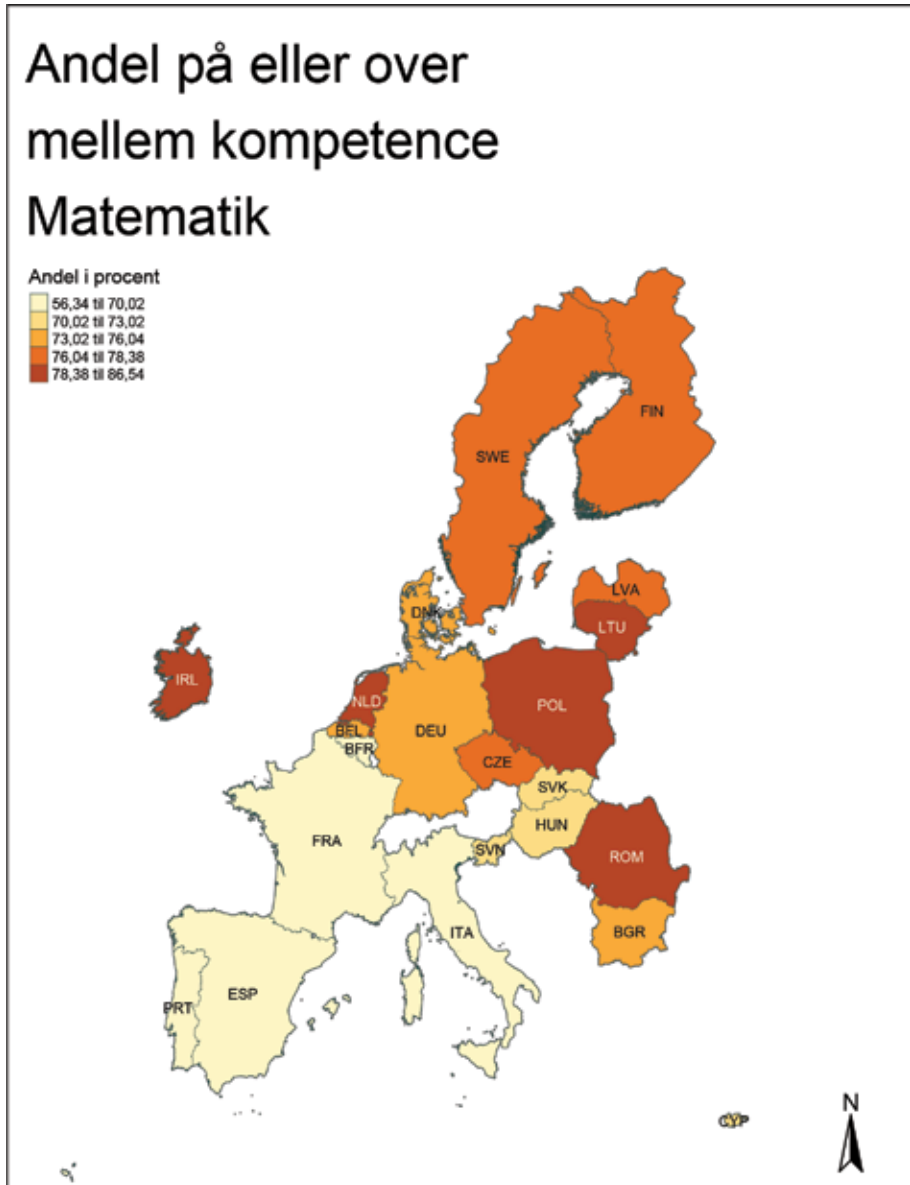 Andel på eller over
mellem kompetence
Matematik
Andel i procent
56,34 til 70,02
70,02 til 73,02
73,02 til 76,04
76,04 til 78,38
78,38 til 86,54
FIN
SWE
LVA
DNK
LTU
IRL
NLD
POL
BEL
DEU
BFR
CZE
SVK
HUN
FRA
SVN
ROM
ITA
BGR
ESP
PRT
N
CYP